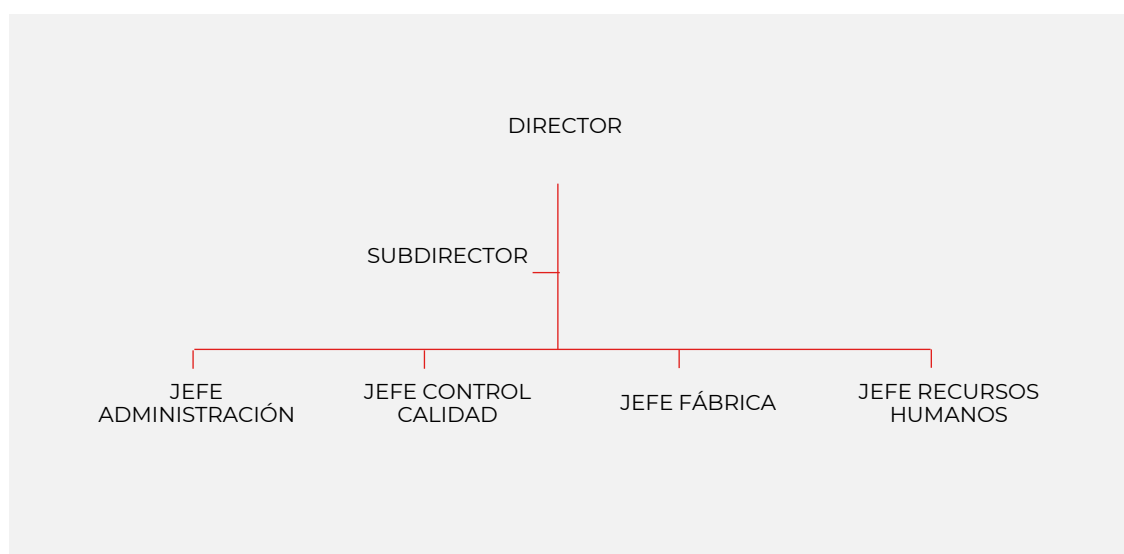 DIRECTOR
SUBDIRECTOR
JEFE
ADMINISTRACIÓN
JEFE CONTROL
CALIDAD
JEFE FÁBRICA
JEFE RECURSOS
HUMANOS